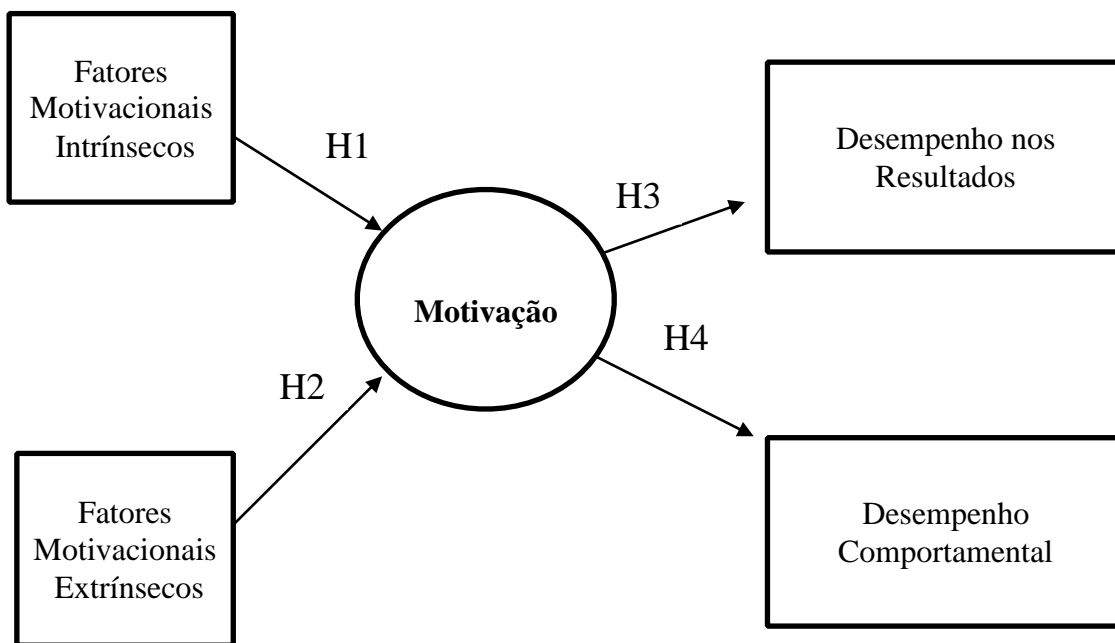 Fatores
Motivacionais
Intrínsecos
H1
Desempenho nos
Resultados
H3
Motivação
H4
H2
Fatores
Motivacionais
Extrínsecos
Desempenho
Comportamental